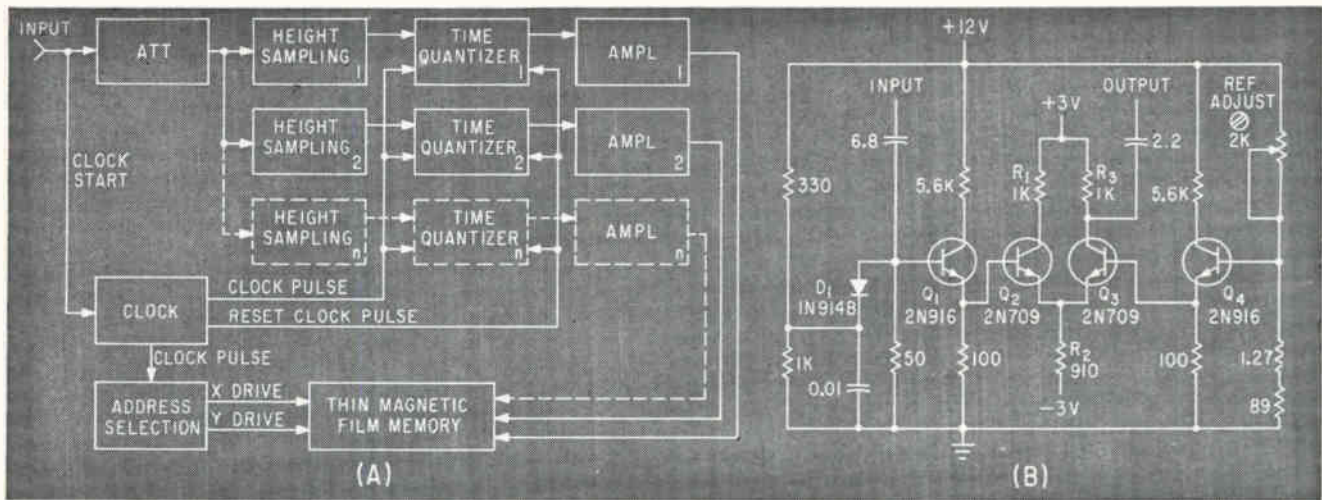 INPUT
ATT
HEIGHT
SAMPLING
1
TIME
QUANTIZER
1
AMPL
1
HEIGHT
SAMPLING
2
TIME
QUANTIZER
2
AMPL
2
CLOCK
START
HEIGHT
SAMPLING
n
TIME
QUANTIZER
n
AMPL
n
CLOCK
CLOCK PULSE
RESET CLOCK PULSE
CLOCK PULSE
ADDRESS
SELECTION
X DRIVE
Y DRIVE
THIN MAGNETIC
FILM MEMORY
(A)
+12V
INPUT
+3V
OUTPUT
REF
ADJUST
2K
6.8
2.2
330
5.6K
R1
1K
R3
1K
5.6K
D1
1N914B
Q1
2N916
Q2
2N709
Q3
2N709
Q4
2N916
1K
0.01
50
100
R2
910
-3V
100
1.27
89
(B)